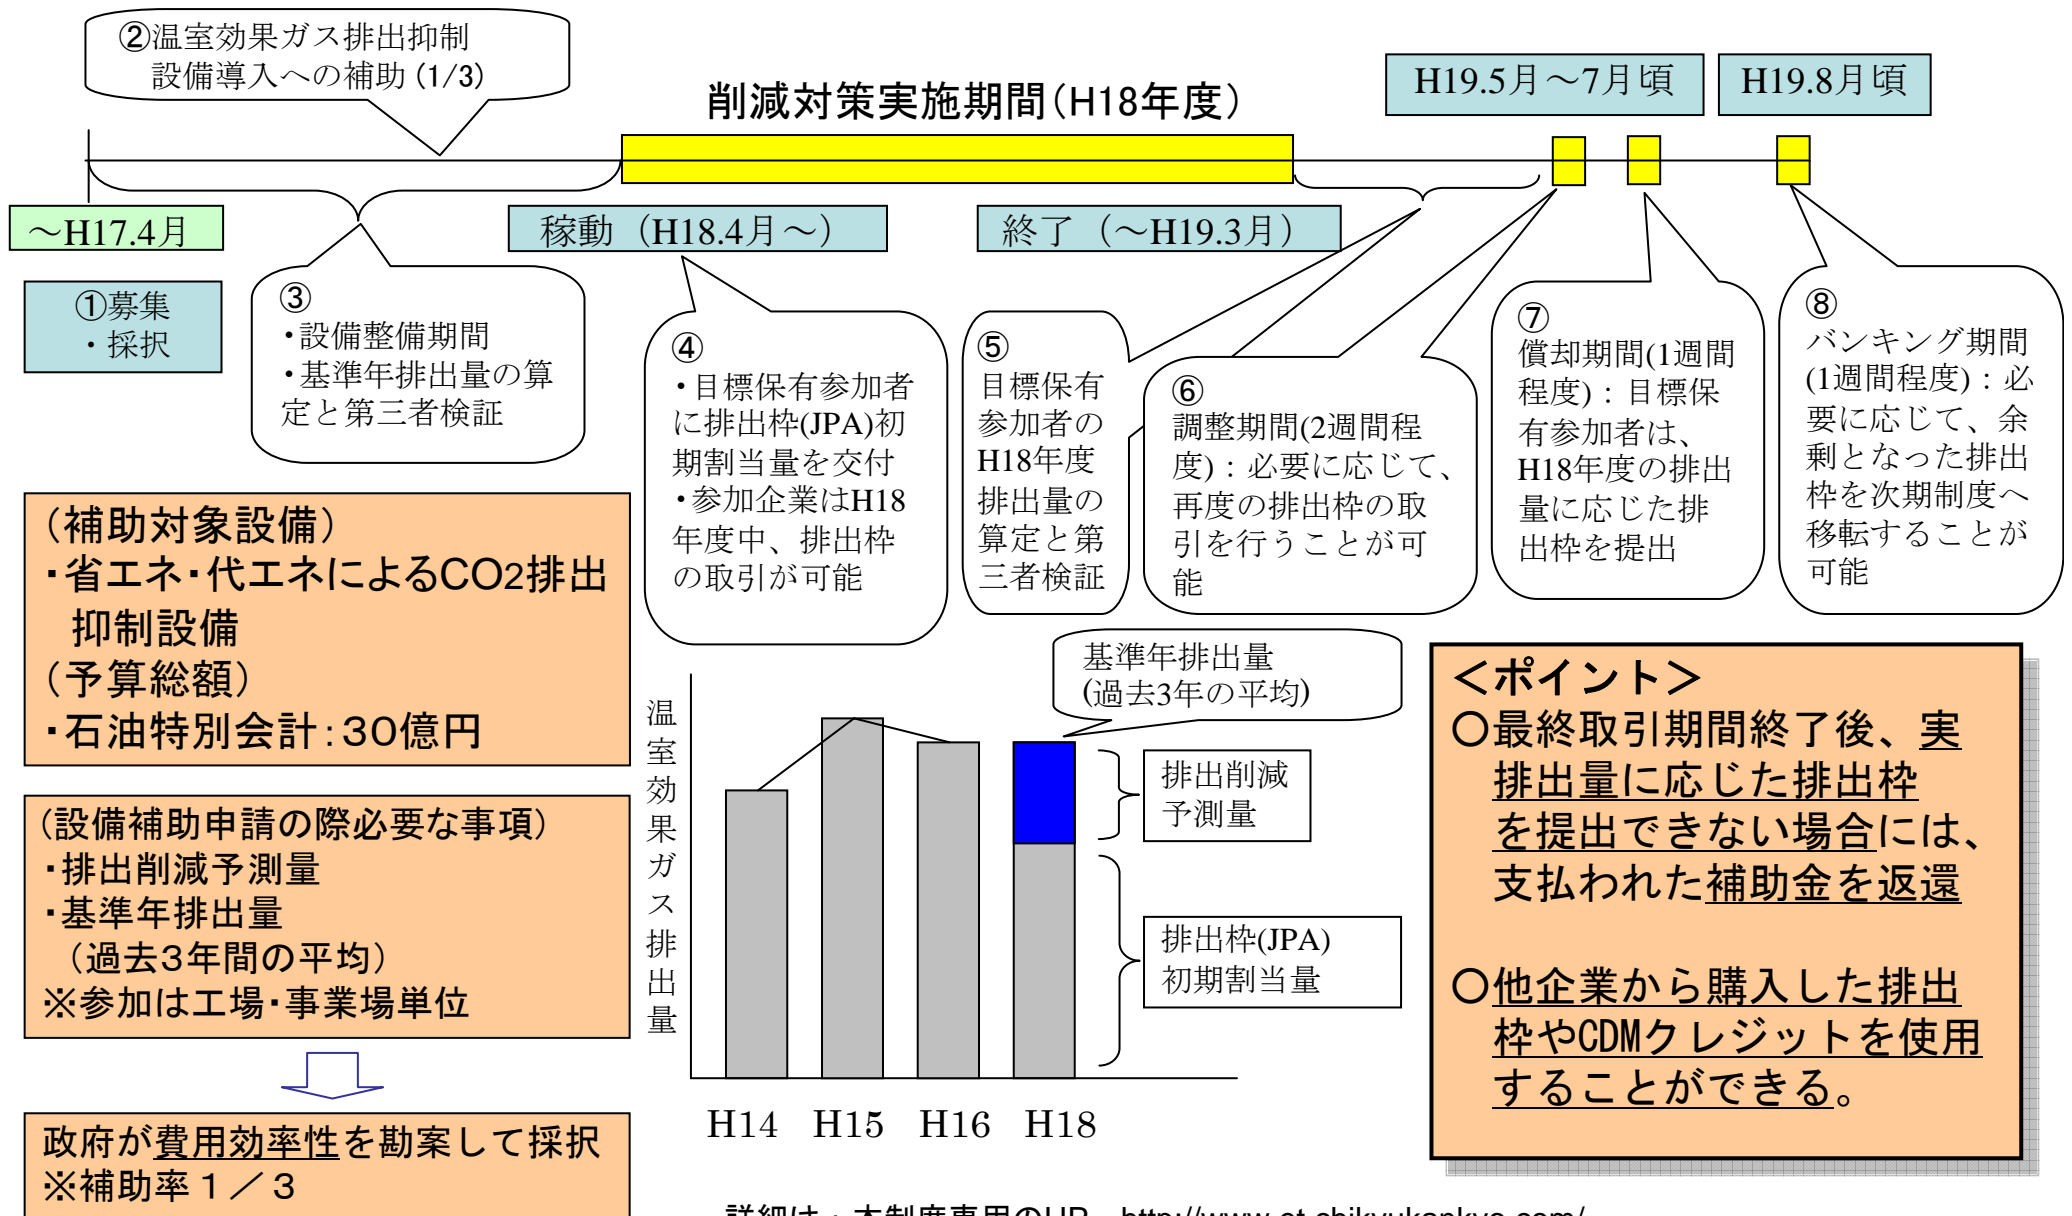 ②温室効果ガス排出抑制
設備導入への補助(1/3)
削減対策実施期間(H18年度)
H19.5月～7月頃
H19.8月頃
～H17.4月
稼動（H18.4月～）
終了（～H19.3月）
①募集
・採択
③
・設備整備期間
・基準年排出量の算
定と第三者検証
④
・目標保有参加者
に排出枠(JPA)初
期割当量を交付
・参加企業はH18
年度中、排出枠
の取引が可能
⑤
目標保有
参加者の
H18年度
排出量の
算定と第
三者検証
⑥
調整期間(2週間程
度)：必要に応じて、
再度の排出枠の取
引を行うことが可
能
⑦
償却期間(1週間
程度)：目標保
有参加者は、
H18年度の排出
量に応じた排
出枠を提出
⑧
バンキング期間
(1週間程度)：必
要に応じて、余
剰となった排出
枠を次期制度へ
移転することが
可能
（補助対象設備）
・省エネ・代エネによるCO2排出
抑制設備
（予算総額）
・石油特別会計：30億円
（設備補助申請の際必要な事項）
・排出削減予測量
・基準年排出量
（過去3年間の平均）
※参加は工場・事業場単位
政府が費用効率性を勘案して採択
※補助率１／３
温室効果ガス排出量
基準年排出量
(過去3年の平均)
排出削減
予測量
排出枠(JPA)
初期割当量
H14 H15 H16 H18
＜ポイント＞
○最終取引期間終了後、実
排出量に応じた排出枠
を提出できない場合には、
支払われた補助金を返還
○他企業から購入した排出
枠やCDMクレジットを使用
することができる。
詳細は：本制度専用のHP http://www.et.chikyukankyo.com/